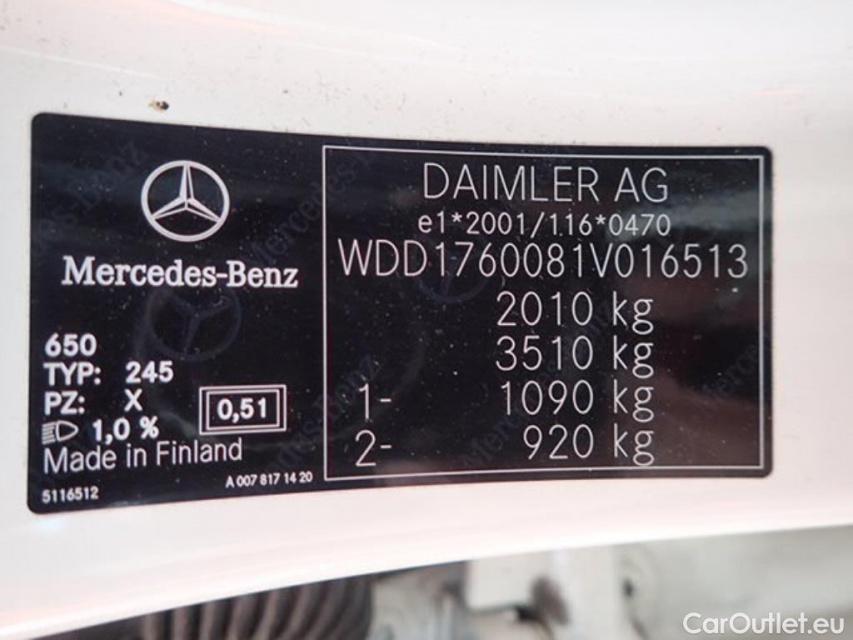 Mercedes-Benz
650
TYP: 245
PZ: X
0,51
1,0 %
Made in Finland
5116512
A 007 817 14 20
DAIMLER AG
e1*2001/116*0470
WDD1760081V016513
2010 kg
3510 kg
1- 1090 kg
2- 920 kg
CarOutlet.eu